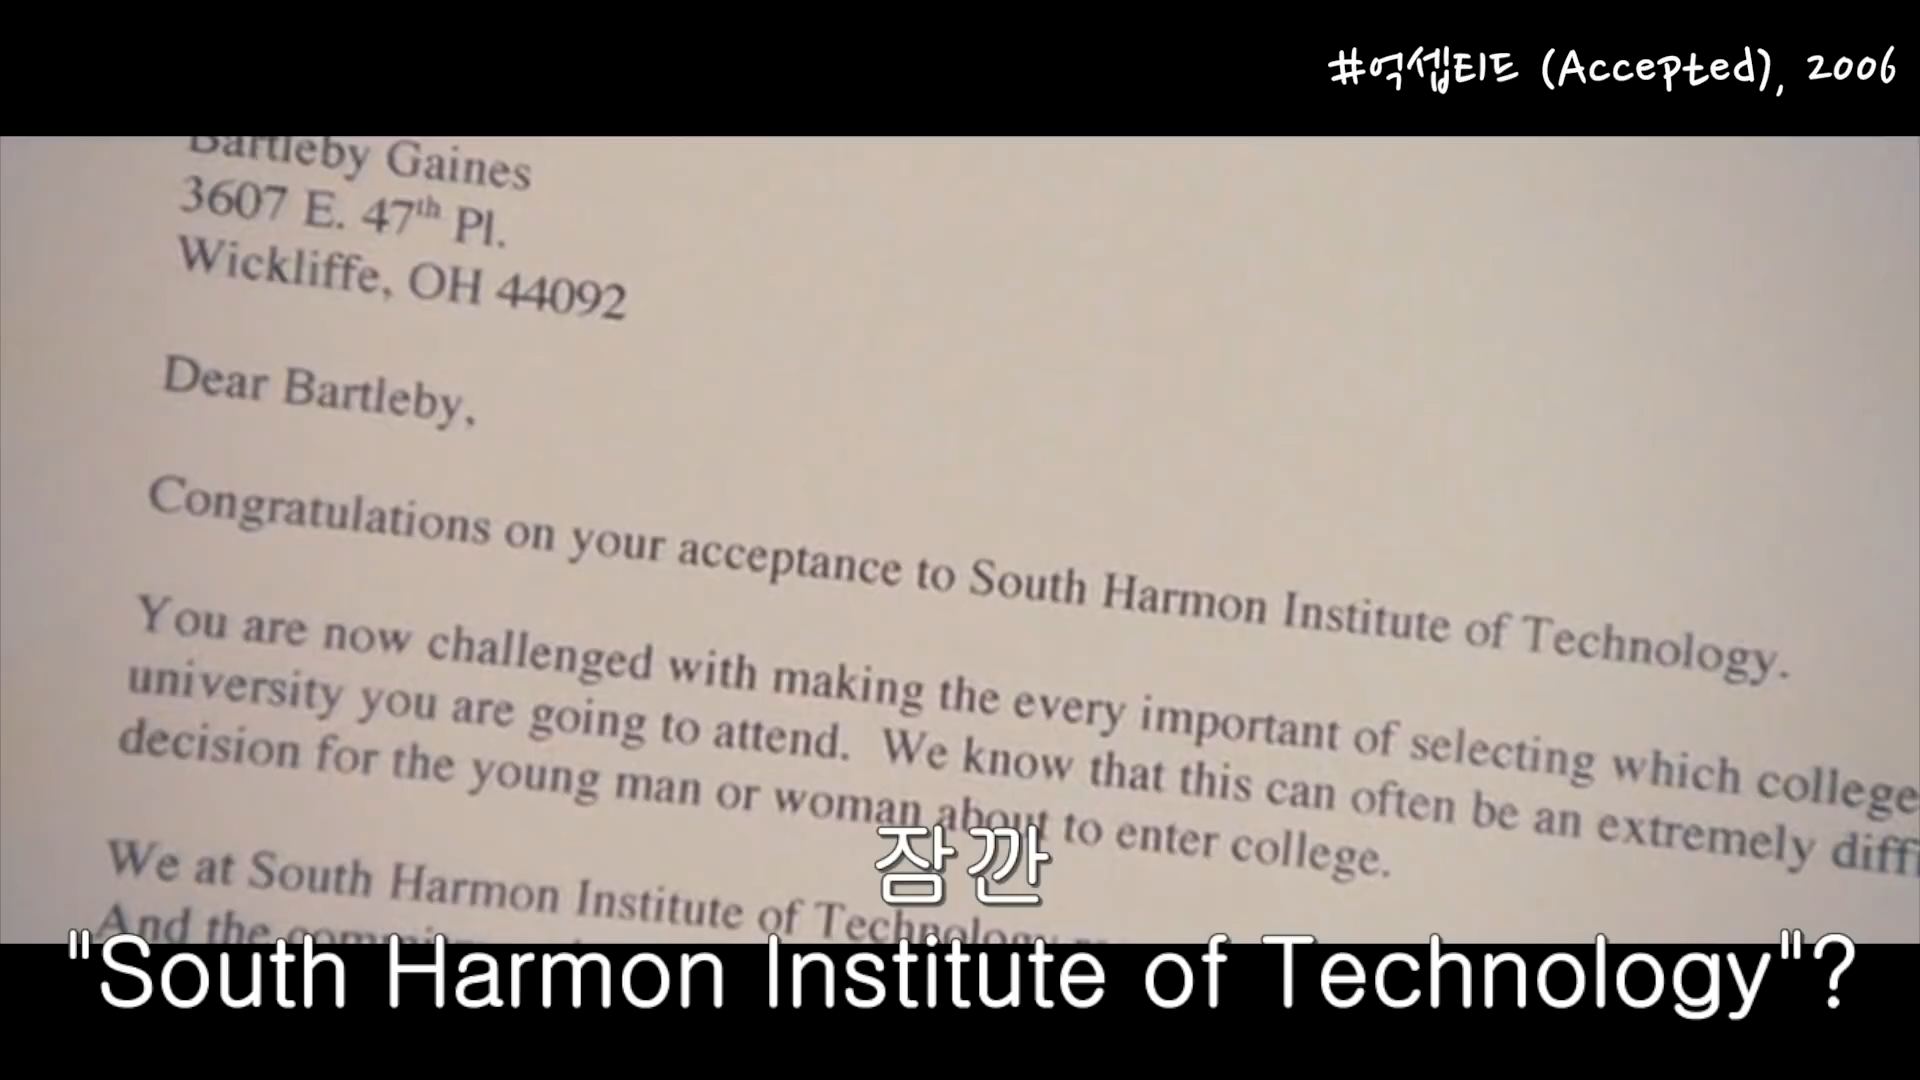 #억셉티드 (Accepted), 2006
Bartleby Gaines
3607 E. 47th Pl.
Wickliffe, OH 44092
Dear Bartleby,
Congratulations on your acceptance to South Harmon Institute of Technology.
You are now challenged with making the every important of selecting which college
university you are going to attend. We know that this can often be an extremely
decision for the young man or woman about to enter college.
We at South Harmon Institute of Technology
And the
잠깐
"South Harmon Institute of Technology"?